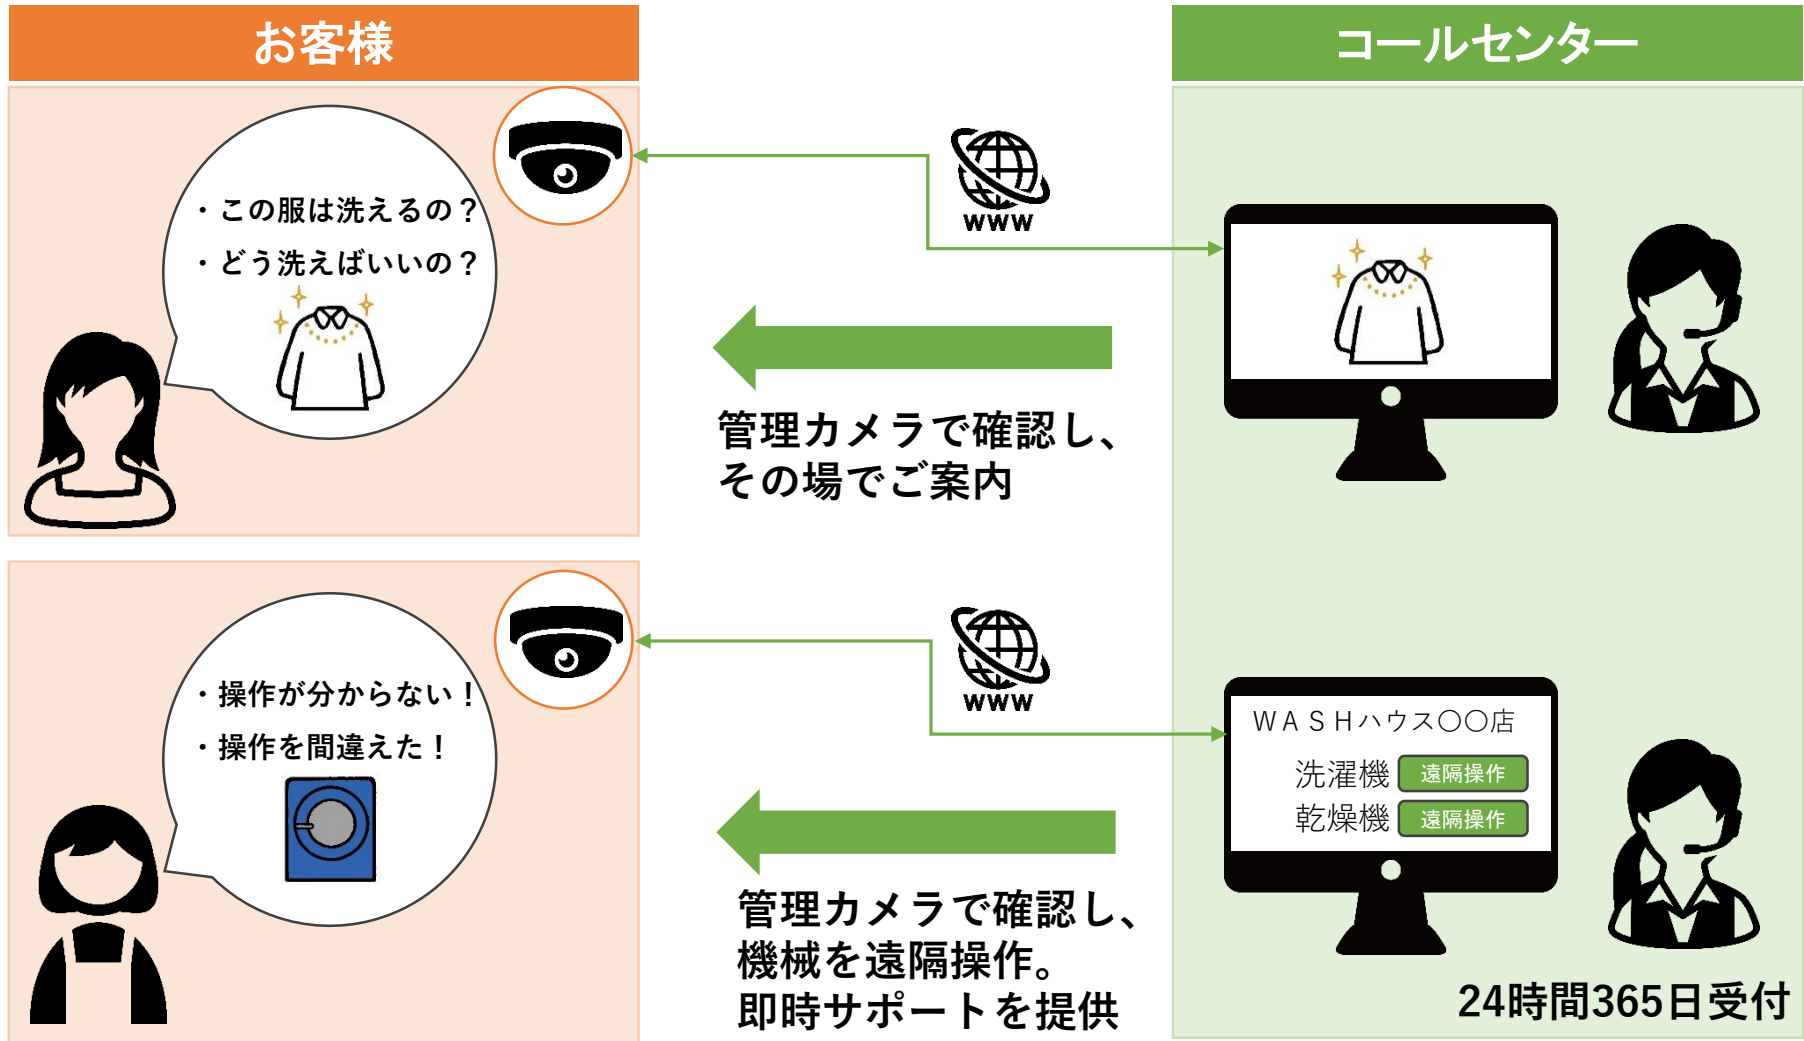 お客様
コールセンター
・この服は洗えるの？
・どう洗えばいいの？
WWW
管理カメラで確認し、
その場でご案内
・操作が分からない！
・操作を間違えた！
WWW
ＷＡＳＨハウス〇〇店
洗濯機 遠隔操作
乾燥機 遠隔操作
管理カメラで確認し、
機械を遠隔操作。
即時サポートを提供
24時間365日受付